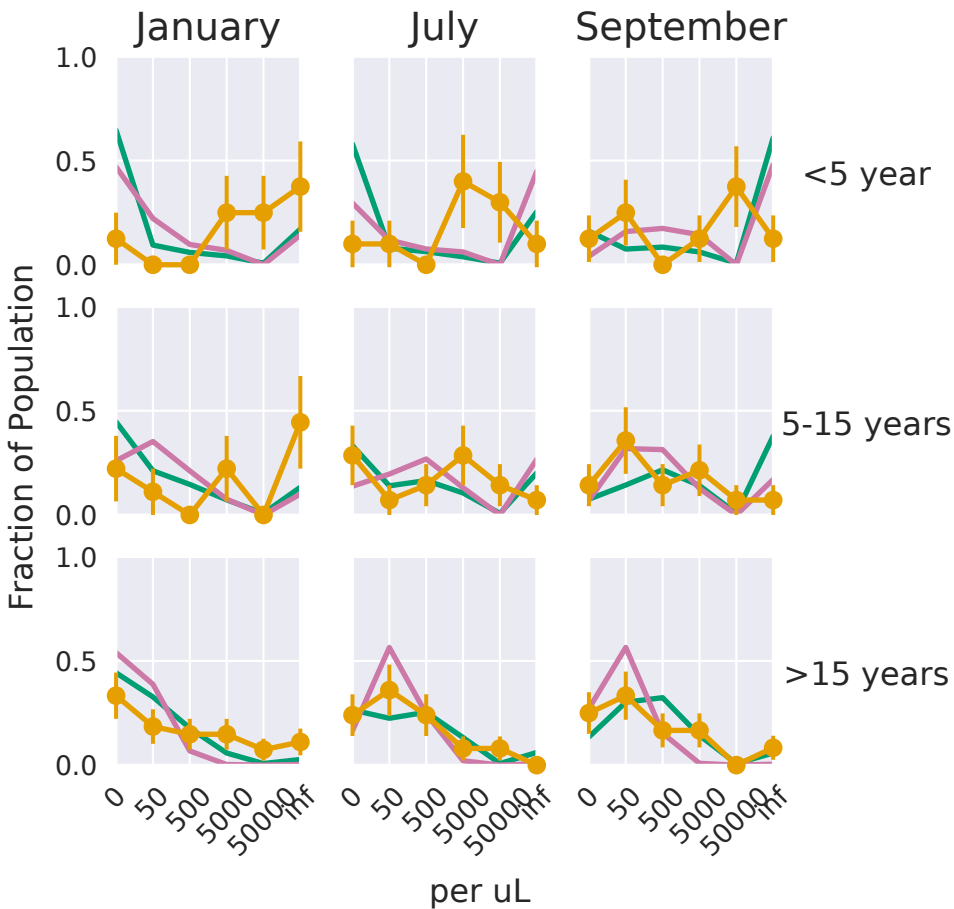 January July September
1.0
0.5
0.0
<5 year
1.0
0.5
0.0
5-15 years
1.0
0.5
0.0
>15 years
Fraction of Population
0 50 500 5000 50000 inf 0 50 500 5000 50000 inf 0 50 500 5000 50000 inf
per uL